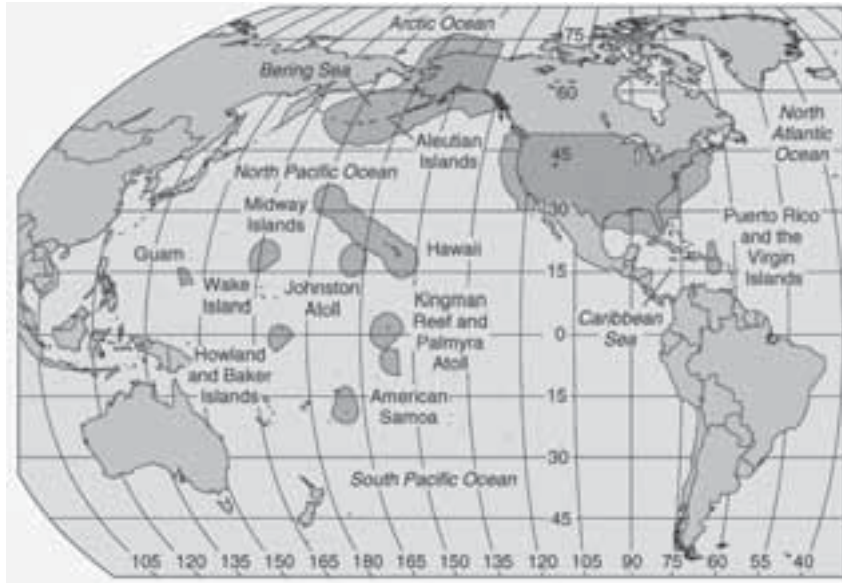 Arctic Ocean
75
Bering Sea
60
North
Atlantic
Ocean
Aleutian
Islands
45
North Pacific Ocean
Midway
Islands
30
Puerto Rico
and the
Virgin
Islands
Guam
Hawaii
15
Wake
Island
Johnston
Atoll
Kingman
Reef and
Palmyra
Atoll
Caribbean
Sea
0
Howland
and Baker
Islands
15
American
Samoa
30
South Pacific Ocean
45
105 120 135 150 165 180 165 150 135 120 105 90 75 60 55 40